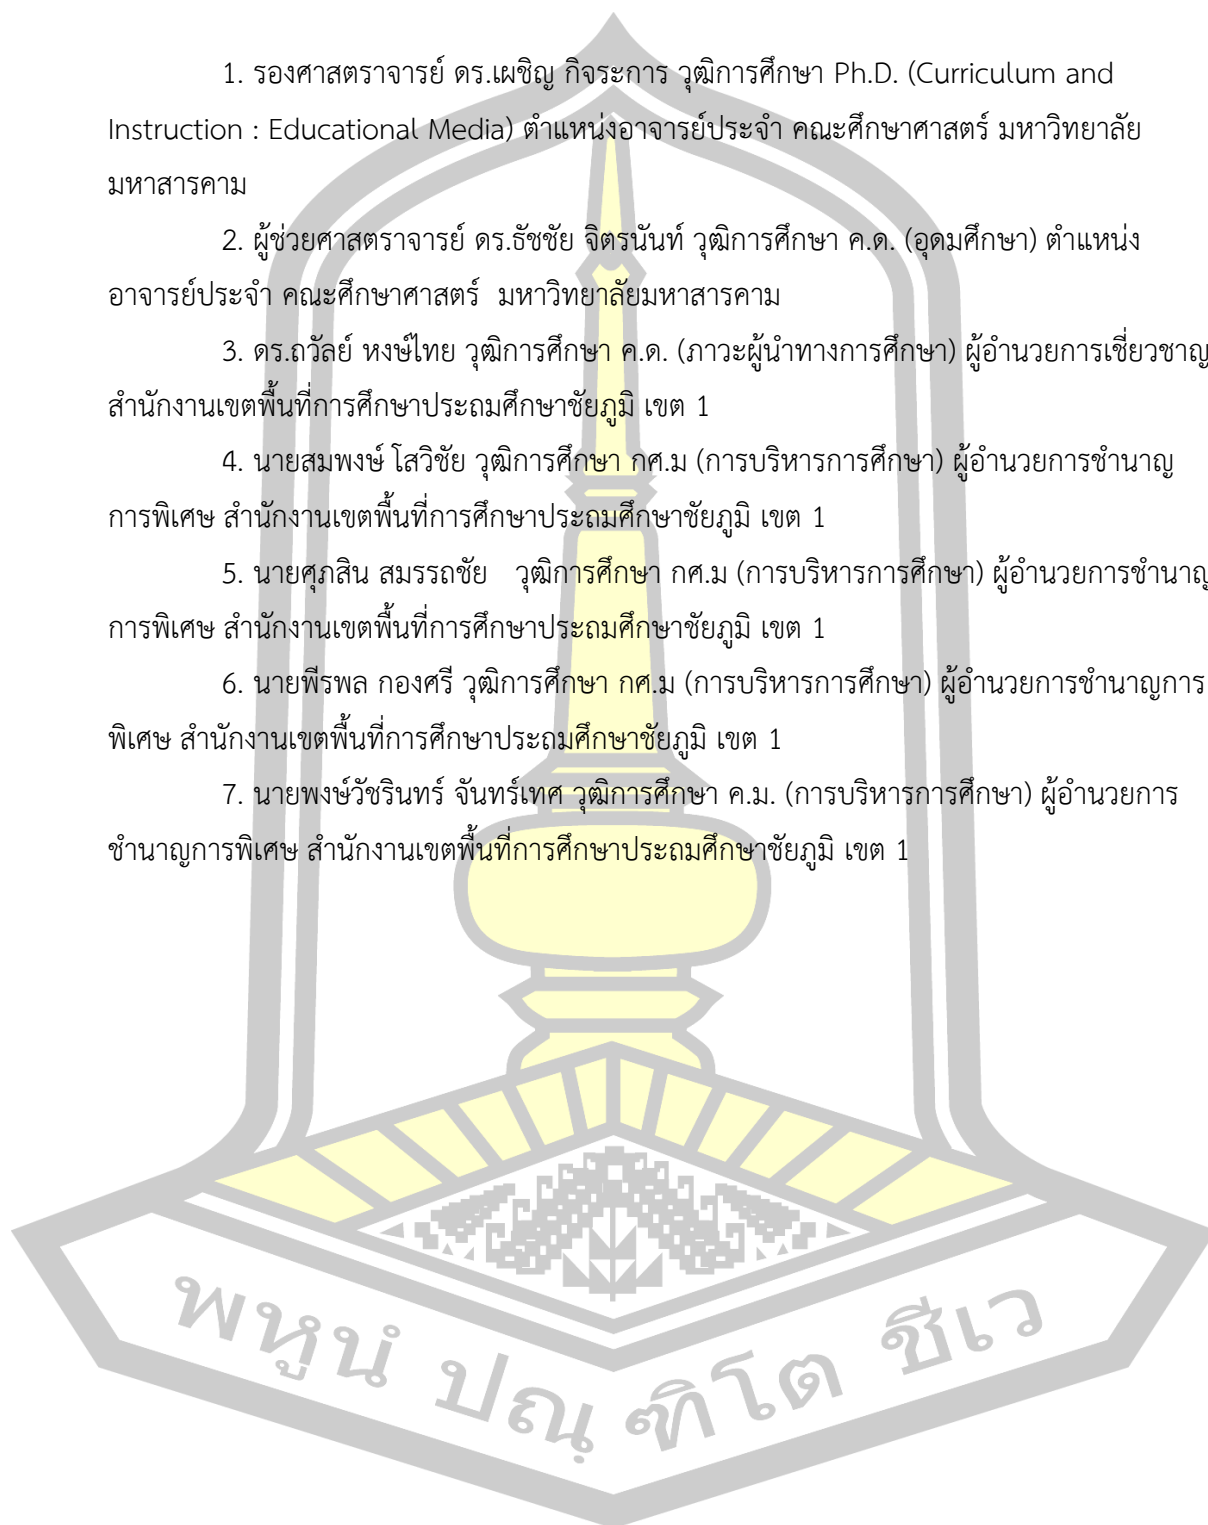 1. รองศาสตราจารย์ ดร.เผชิญ กิจระการ วุฒิการศึกษา Ph.D. (Curriculum and
Instruction : Educational Media) ตำแหน่งอาจารย์ประจำ คณะศึกษาศาสตร์ มหาวิทยาลัย
มหาสารคาม
2. ผู้ช่วยศาสตราจารย์ ดร.ธัชชัย จิตรนันท์ วุฒิการศึกษา ค.ด. (อุดมศึกษา) ตำแหน่ง
อาจารย์ประจำ คณะศึกษาศาสตร์ มหาวิทยาลัยมหาสารคาม
3. ดร.ถวัลย์ หงษ์ไทย วุฒิการศึกษา ค.ด. (ภาวะผู้นำทางการศึกษา) ผู้อำนวยการเชี่ยวชาญ
สำนักงานเขตพื้นที่การศึกษาประถมศึกษาชัยภูมิ เขต 1
4. นายสมพงษ์ โสวิชัย วุฒิการศึกษา กศ.ม (การบริหารการศึกษา) ผู้อำนวยการชำนาญ
การพิเศษ สำนักงานเขตพื้นที่การศึกษาประถมศึกษาชัยภูมิ เขต 1
5. นายศุภสิน สมรรถชัย วุฒิการศึกษา กศ.ม (การบริหารการศึกษา) ผู้อำนวยการชำนาญ
การพิเศษ สำนักงานเขตพื้นที่การศึกษาประถมศึกษาชัยภูมิ เขต 1
6. นายพีรพล กองศรี วุฒิการศึกษา กศ.ม (การบริหารการศึกษา) ผู้อำนวยการชำนาญการ
พิเศษ สำนักงานเขตพื้นที่การศึกษาประถมศึกษาชัยภูมิ เขต 1
7. นายพงษ์วัชรินทร์ จันทร์เทศ วุฒิการศึกษา ค.ม. (การบริหารการศึกษา) ผู้อำนวยการ
ชำนาญการพิเศษ สำนักงานเขตพื้นที่การศึกษาประถมศึกษาชัยภูมิ เขต 1
พหูนํ ปณฺฑิโต ชีเว